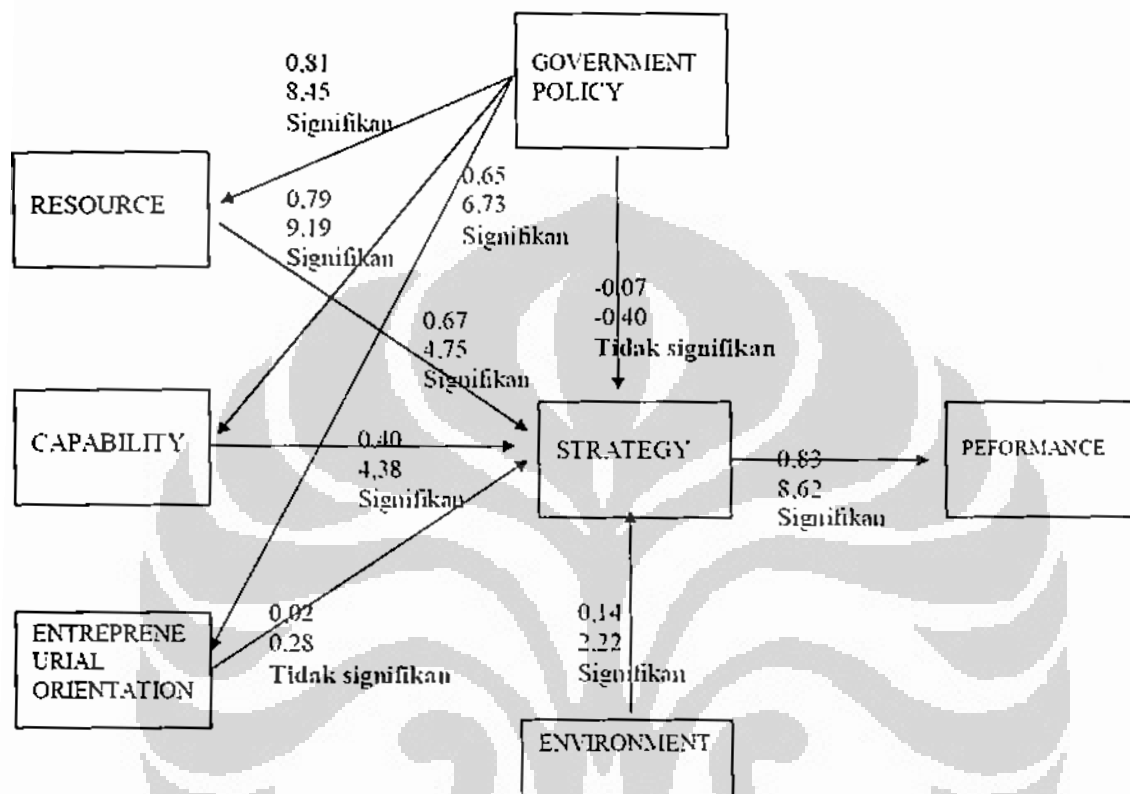 GOVERNMENT
POLICY
0.81
8.45
Signifikan
RESOURCE
0.79
9.19
Signifikan
0.65
6.73
Signifikan
-0.07
-0.40
Tidak signifikan
0.67
4.75
Signifikan
CAPABILITY
0.40
4.38
Signifikan
STRATEGY
0.83
8.62
Signifikan
PEFORMANCE
ENTREPRENE
URIAL
ORIENTATION
0.02
0.28
Tidak signifikan
0.14
2.22
Signifikan
ENVIRONMENT